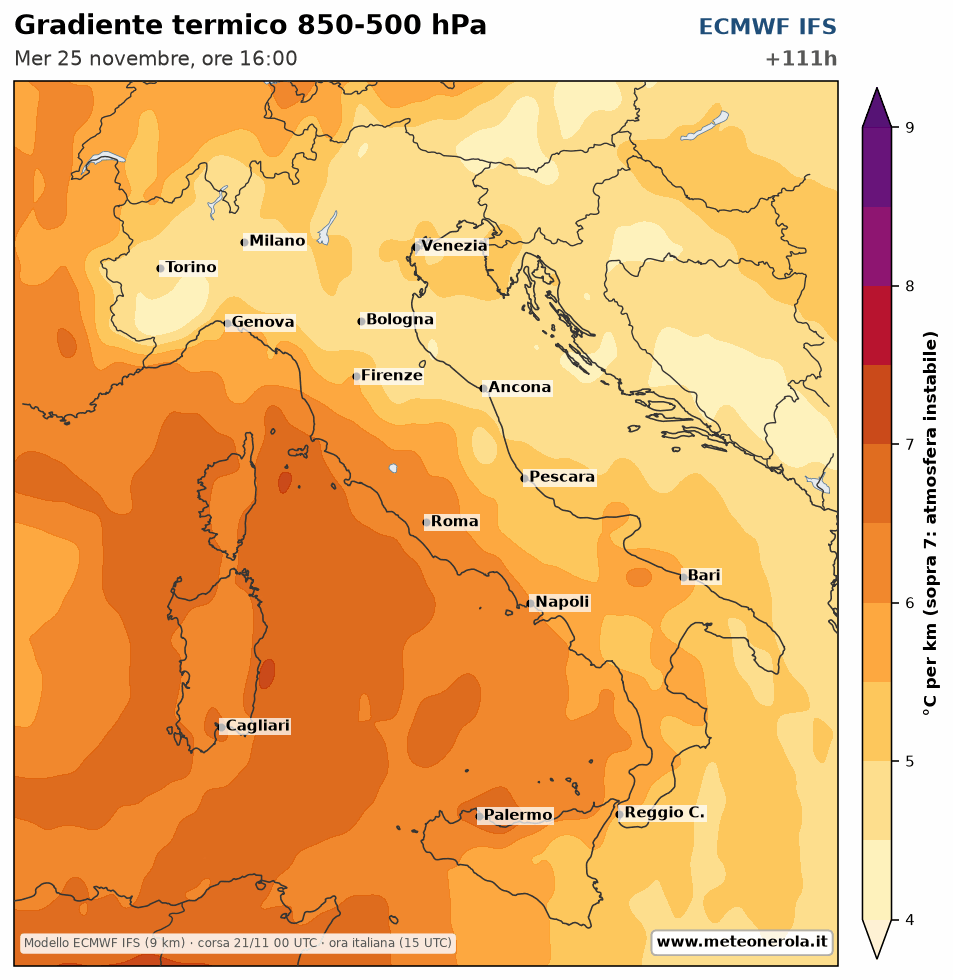 Gradiente termico 850-500 hPa
ECMWF IFS
Mer 25 novembre, ore 16:00
+111h
Milano
Venezia
Torino
Genova
Bologna
Firenze
Ancona
Pescara
Roma
Bari
Napoli
Cagliari
Palermo
Reggio C.
9
8
7
6
5
4
°C per km (sopra 7: atmosfera instabile)
Modello ECMWF IFS (9 km) · corsa 21/11 00 UTC · ora italiana (15 UTC)
www.meteonerola.it